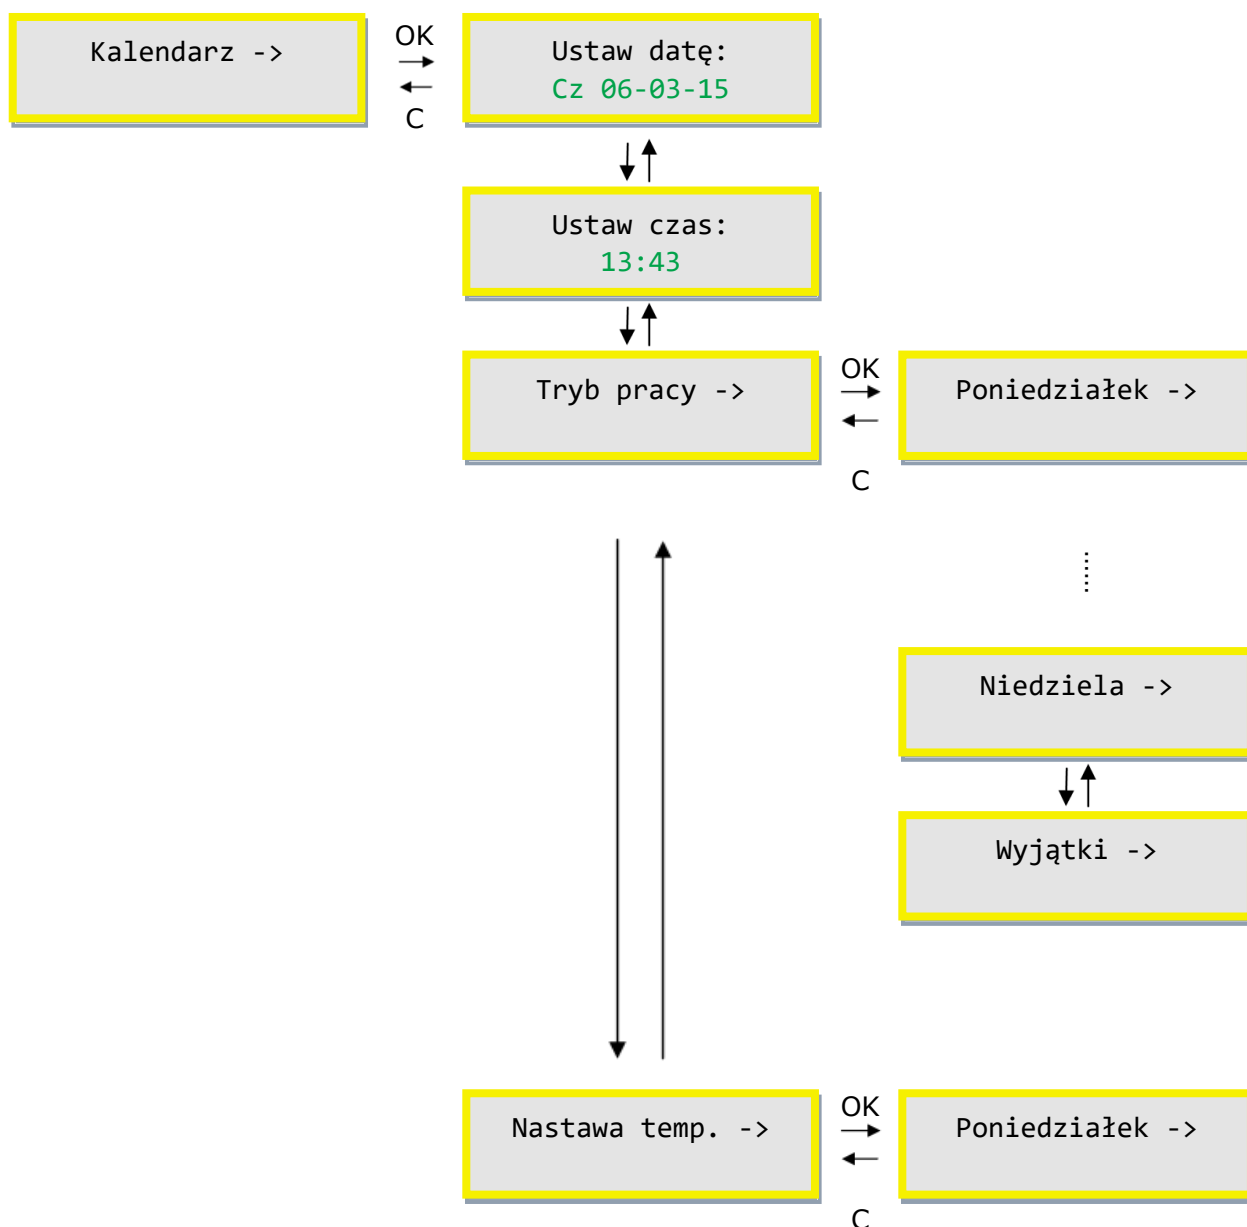 Kalendarz ->
OK
C
Ustaw datę:
Cz 06-03-15
Ustaw czas:
13:43
Tryb pracy ->
OK
C
Poniedziałek ->
Niedziela ->
Wyjątki ->
Nastawa temp. ->
OK
C
Poniedziałek ->